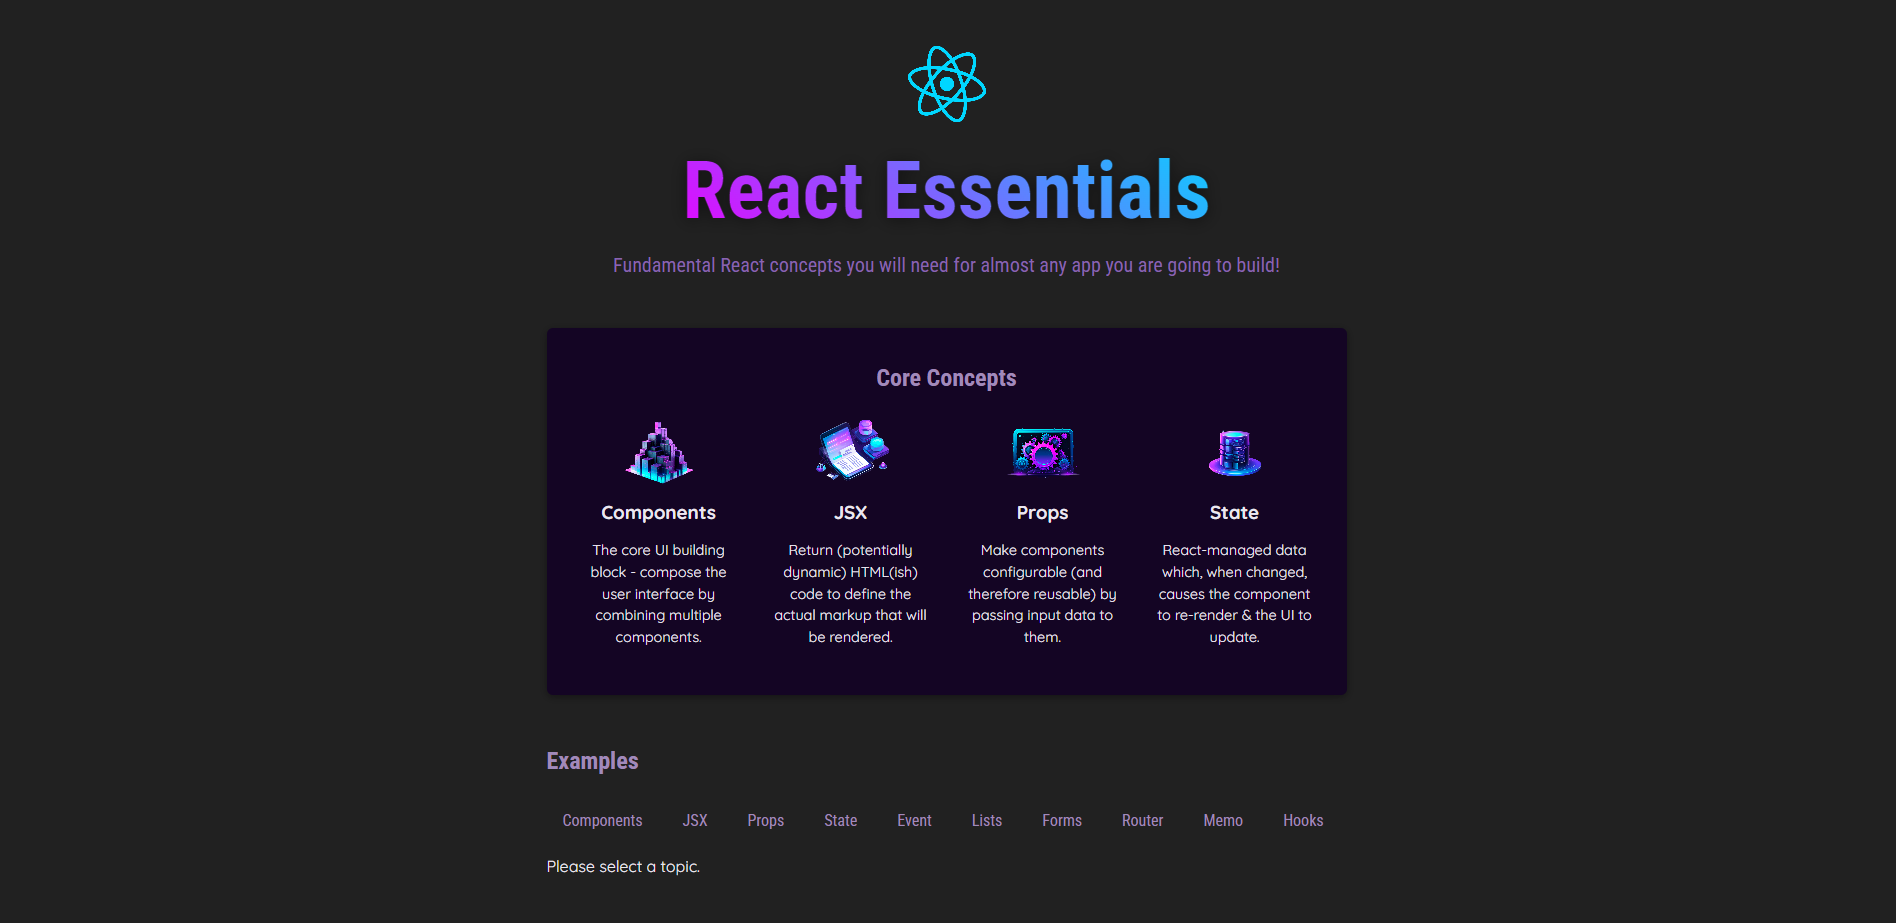 React Essentials
Fundamental React concepts you will need for almost any app you are going to build!
Core Concepts
Components
The core UI building
block - compose the
user interface by
combining multiple
components.
JSX
Return (potentially
dynamic) HTML(ish)
code to define the
actual markup that will
be rendered.
Props
Make components
configurable (and
therefore reusable) by
passing input data to
them.
State
React-managed data
which, when changed,
causes the component
to re-render & the UI to
update.
Examples
Components JSX Props State Event Lists Forms Router Memo Hooks
Please select a topic.